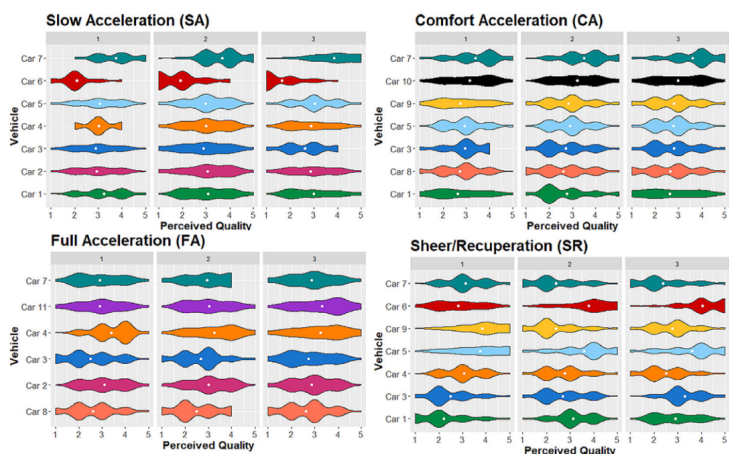 Slow Acceleration (SA)
1 2 3
Vehicle
Car 7
Car 6
Car 5
Car 4
Car 3
Car 2
Car 1
1 2 3 4 5 1 2 3 4 5 1 2 3 4 5
Perceived Quality
Comfort Acceleration (CA)
1 2 3
Vehicle
Car 7
Car 10
Car 9
Car 5
Car 3
Car 8
Car 1
1 2 3 4 5 1 2 3 4 5 1 2 3 4 5
Perceived Quality
Full Acceleration (FA)
1 2 3
Vehicle
Car 7
Car 11
Car 4
Car 3
Car 2
Car 8
1 2 3 4 5 1 2 3 4 5 1 2 3 4 5
Perceived Quality
Sheer/Recuperation (SR)
1 2 3
Vehicle
Car 7
Car 6
Car 9
Car 5
Car 4
Car 3
Car 1
1 2 3 4 5 1 2 3 4 5 1 2 3 4 5
Perceived Quality